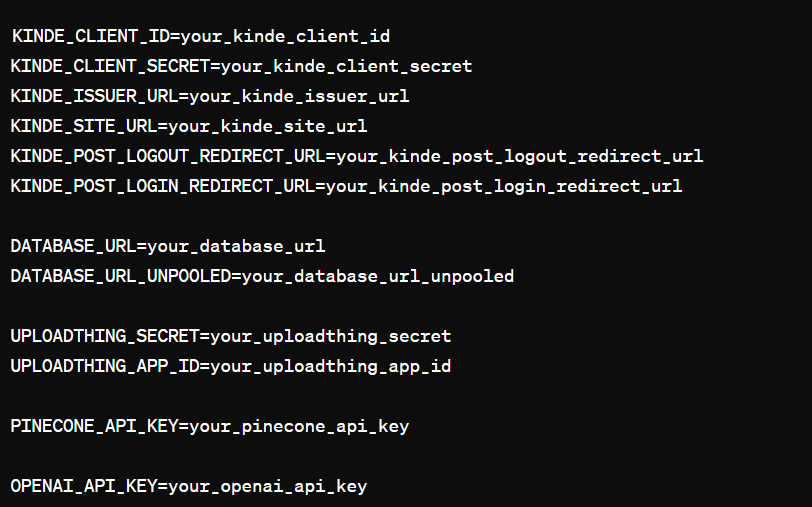 KINDE_CLIENT_ID=your_kinde_client_id
KINDE_CLIENT_SECRET=your_kinde_client_secret
KINDE_ISSUER_URL=your_kinde_issuer_url
KINDE_SITE_URL=your_kinde_site_url
KINDE_POST_LOGOUT_REDIRECT_URL=your_kinde_post_logout_redirect_url
KINDE_POST_LOGIN_REDIRECT_URL=your_kinde_post_login_redirect_url
DATABASE_URL=your_database_url
DATABASE_URL_UNPOOLED=your_database_url_unpooled
UPLOADTHING_SECRET=your_uploadthing_secret
UPLOADTHING_APP_ID=your_uploadthing_app_id
PINECONE_API_KEY=your_pinecone_api_key
OPENAI_API_KEY=your_openai_api_key